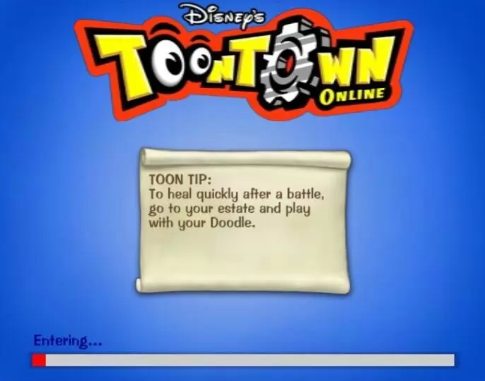 Disney's
TOONTOWN
ONLINE
TOON TIP:
To heal quickly after a battle,
go to your estate and play
with your Doodle.
Entering...